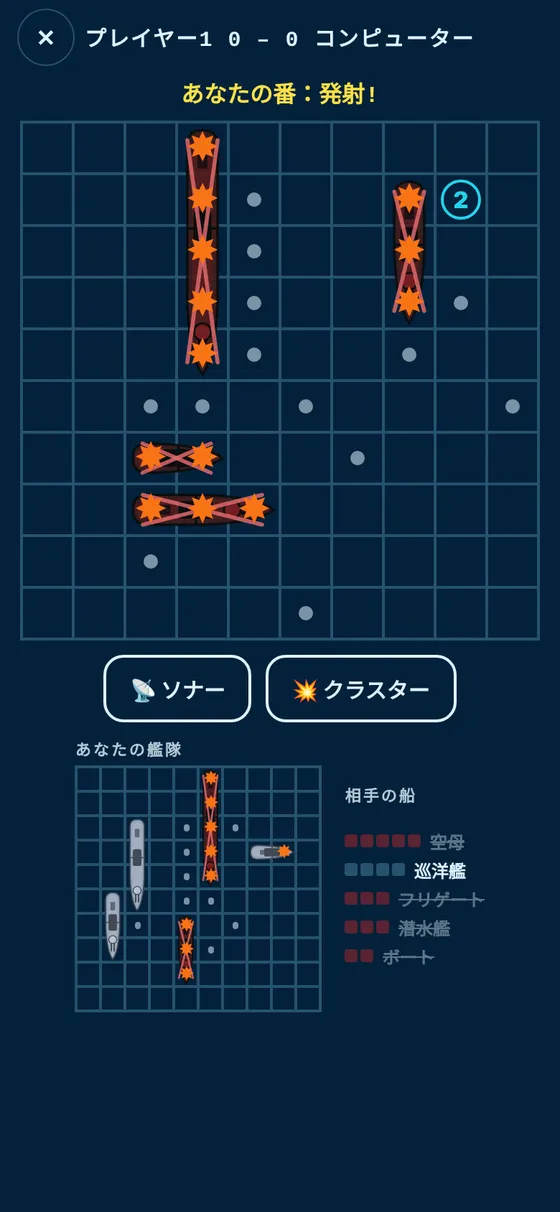 × プレイヤー1 0 – 0 コンピューター
あなたの番：発射!
2
📡 ソナー
💥 クラスター
あなたの艦隊
相手の船
空母
巡洋艦
フリゲート
潜水艦
ボート